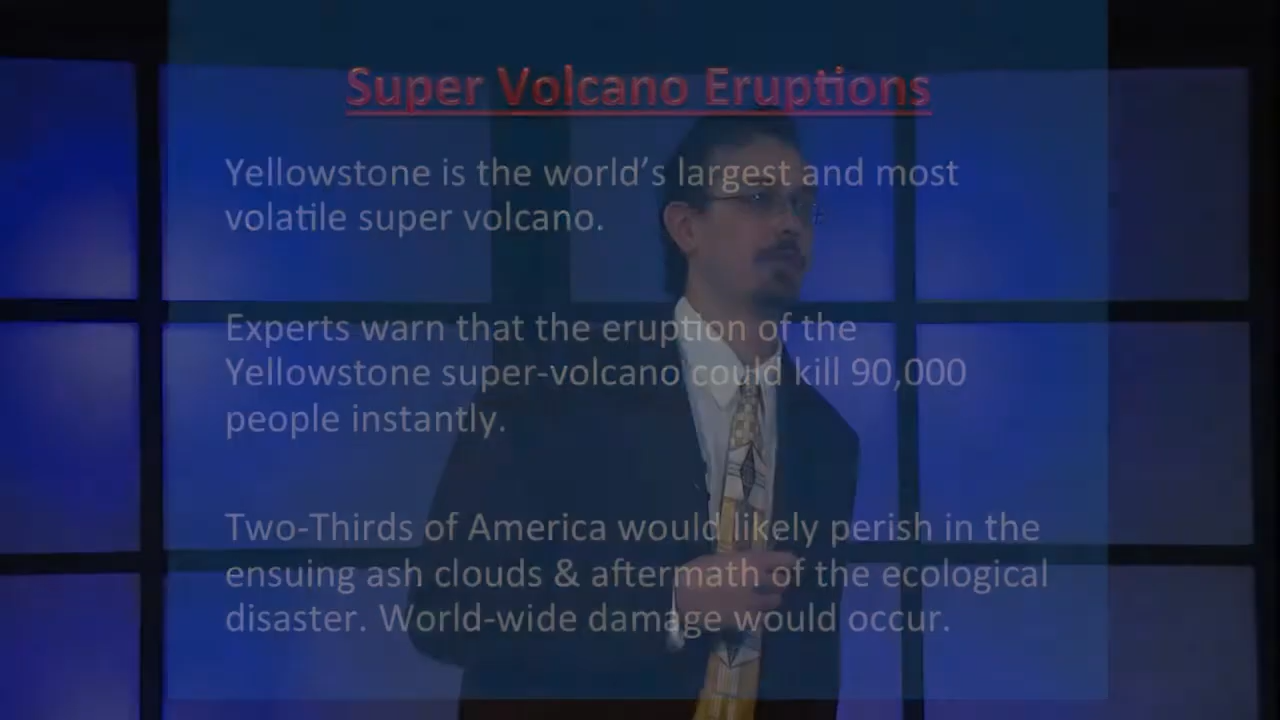 Super Volcano Eruptions
Yellowstone is the world’s largest and most
volatile super volcano.
Experts warn that the eruption of the
Yellowstone super-volcano could kill 90,000
people instantly.
Two-Thirds of America would likely perish in the
ensuing ash clouds & aftermath of the ecological
disaster. World-wide damage would occur.